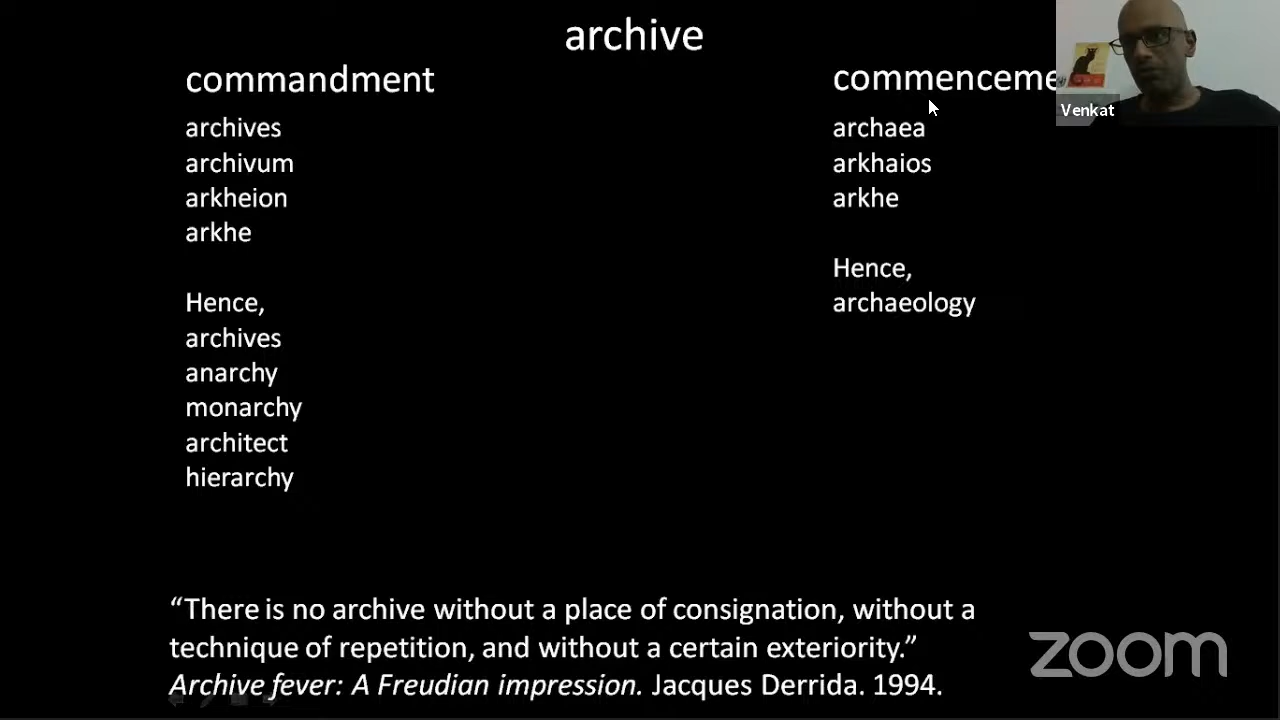 archive
commandment
archives
archivum
arkheion
arkhe
Hence,
archives
anarchy
monarchy
architect
hierarchy
commenceme
archaea
arkhaios
arkhe
Hence,
archaeology
Venkat
“There is no archive without a place of consignation, without a
technique of repetition, and without a certain exteriority.”
Archive fever: A Freudian impression. Jacques Derrida. 1994.
zoom